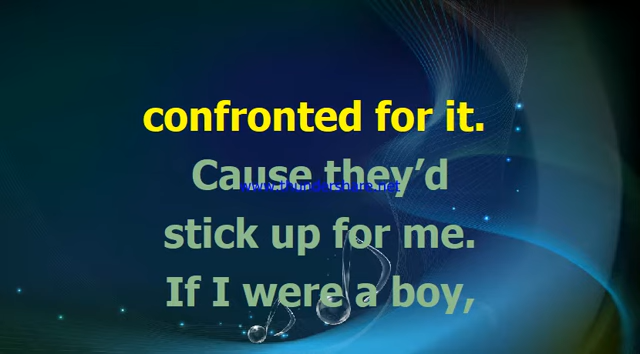 confronted for it.
Cause they’d
www.thundershare.net
stick up for me.
If I were a boy,